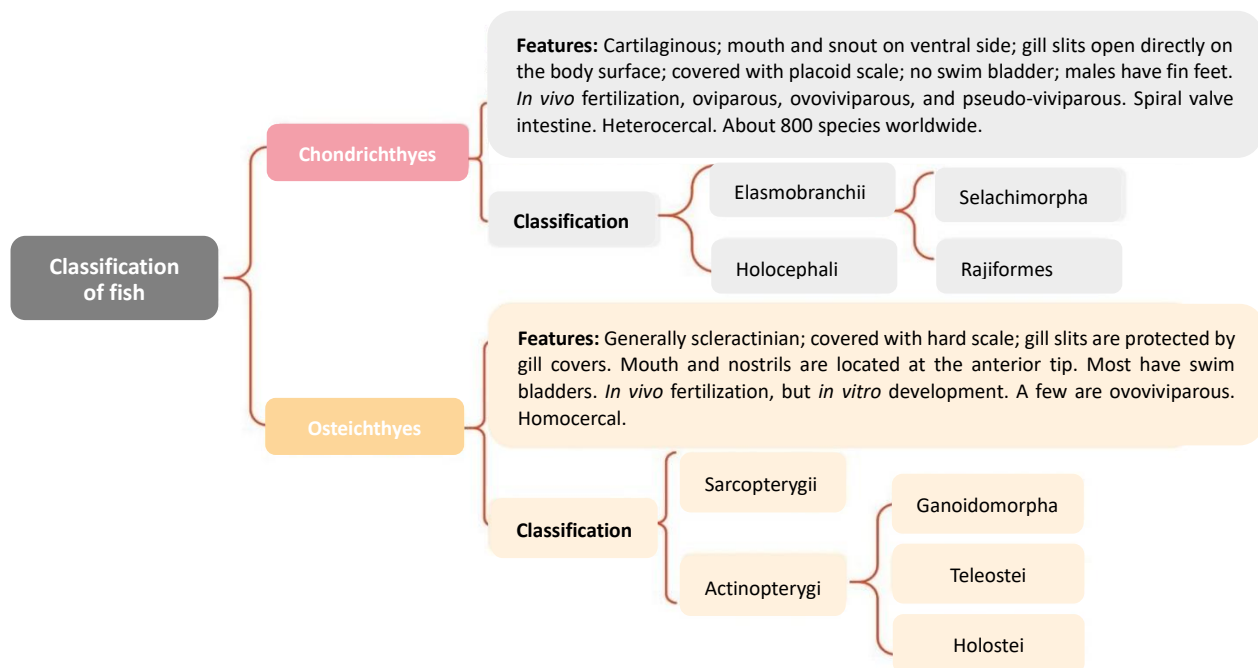 Features: Cartilaginous; mouth and snout on ventral side; gill slits open directly on
the body surface; covered with placoid scale; no swim bladder; males have fin feet.
In vivo fertilization, oviparous, ovoviviparous, and pseudo-viviparous. Spiral valve
intestine. Heterocercal. About 800 species worldwide.
Chondrichthyes
Elasmobranchii
Selachimorpha
Classification
Holocephali
Rajiformes
Classification
of fish
Features: Generally scleractinian; covered with hard scale; gill slits are protected by
gill covers. Mouth and nostrils are located at the anterior tip. Most have swim
bladders. In vivo fertilization, but in vitro development. A few are ovoviviparous.
Homocercal.
Osteichthyes
Sarcopterygii
Ganoidomorpha
Classification
Teleostei
Actinopterygi
Holostei